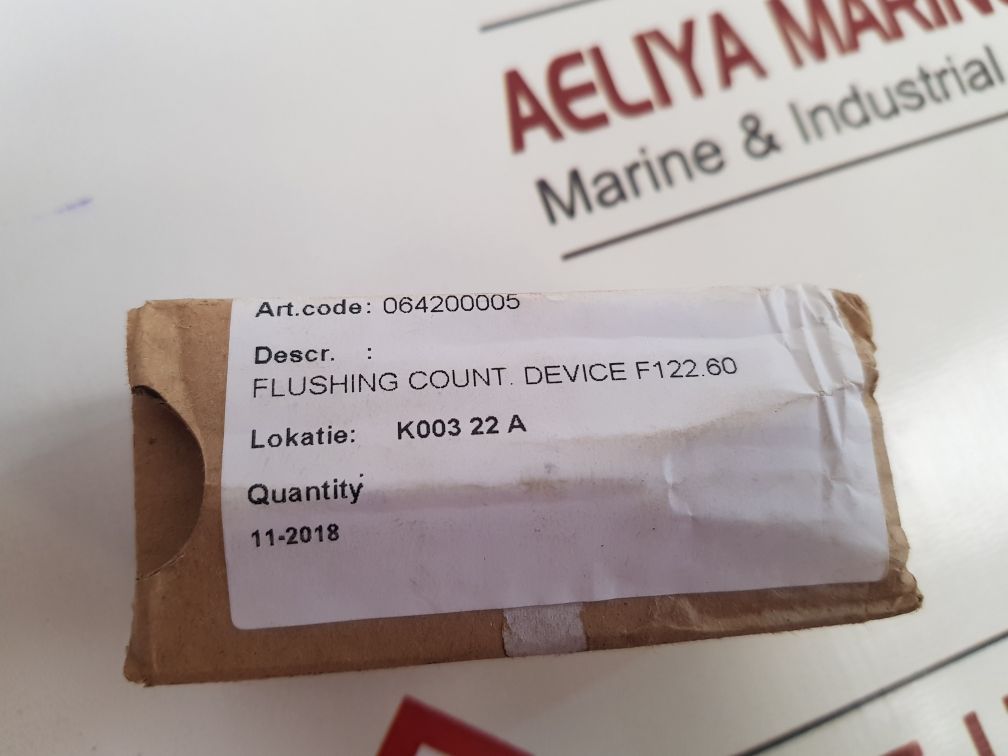 AELIYA MARIN
Marine & Industrial
Art.code: 064200005
Descr. :
FLUSHING COUNT. DEVICE F122.60
Lokatie: K003 22 A
Quantity:
11-2018